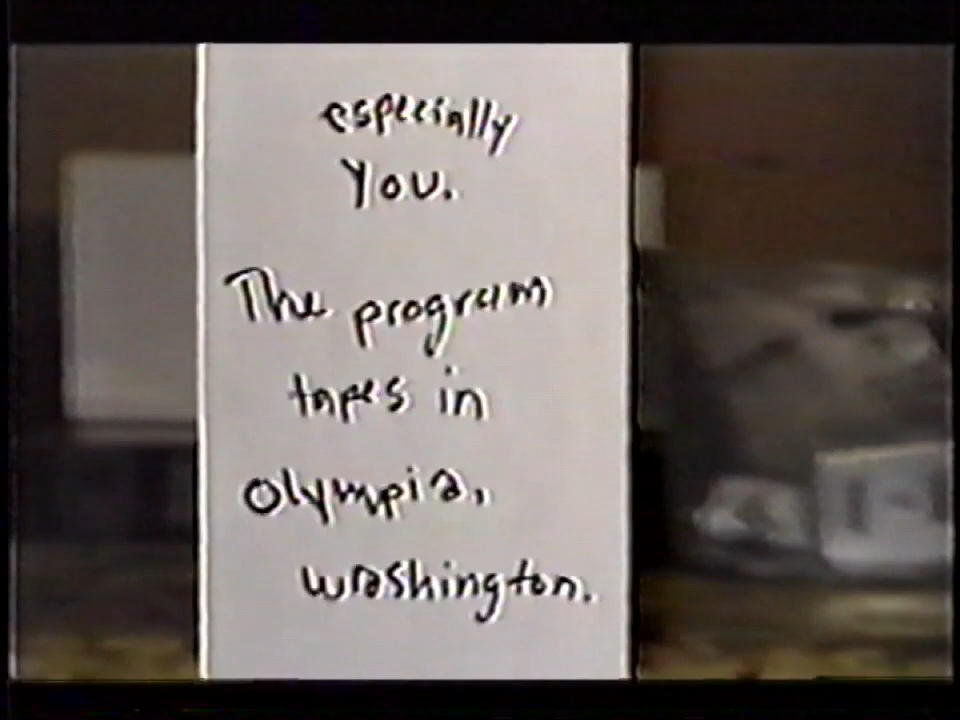 especially
You.
The program
tapes in
Olympia,
Washington.